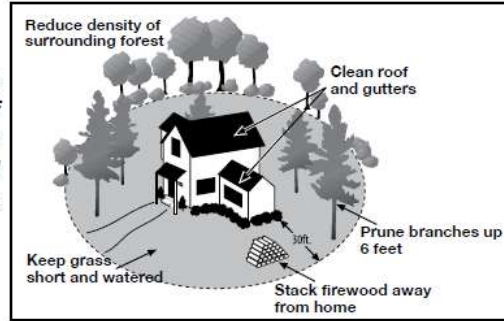 Reduce density of
surrounding forest
Clean roof
and gutters
Prune branches up
6 feet
30ft.
Keep grass
short and watered
Stack firewood away
from home